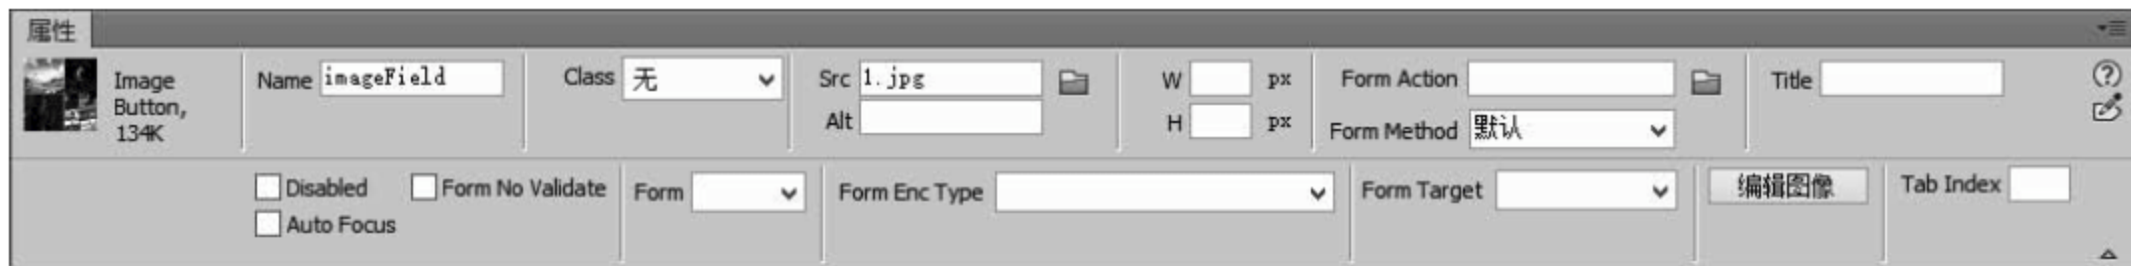 属性
Image
Button,
134K
Name imageField
Class 无
Src 1.jpg
Alt
W px
H px
Form Action
Form Method 默认
Title
Disabled
Form No Validate
Auto Focus
Form
Form Enc Type
Form Target
编辑图像
Tab Index